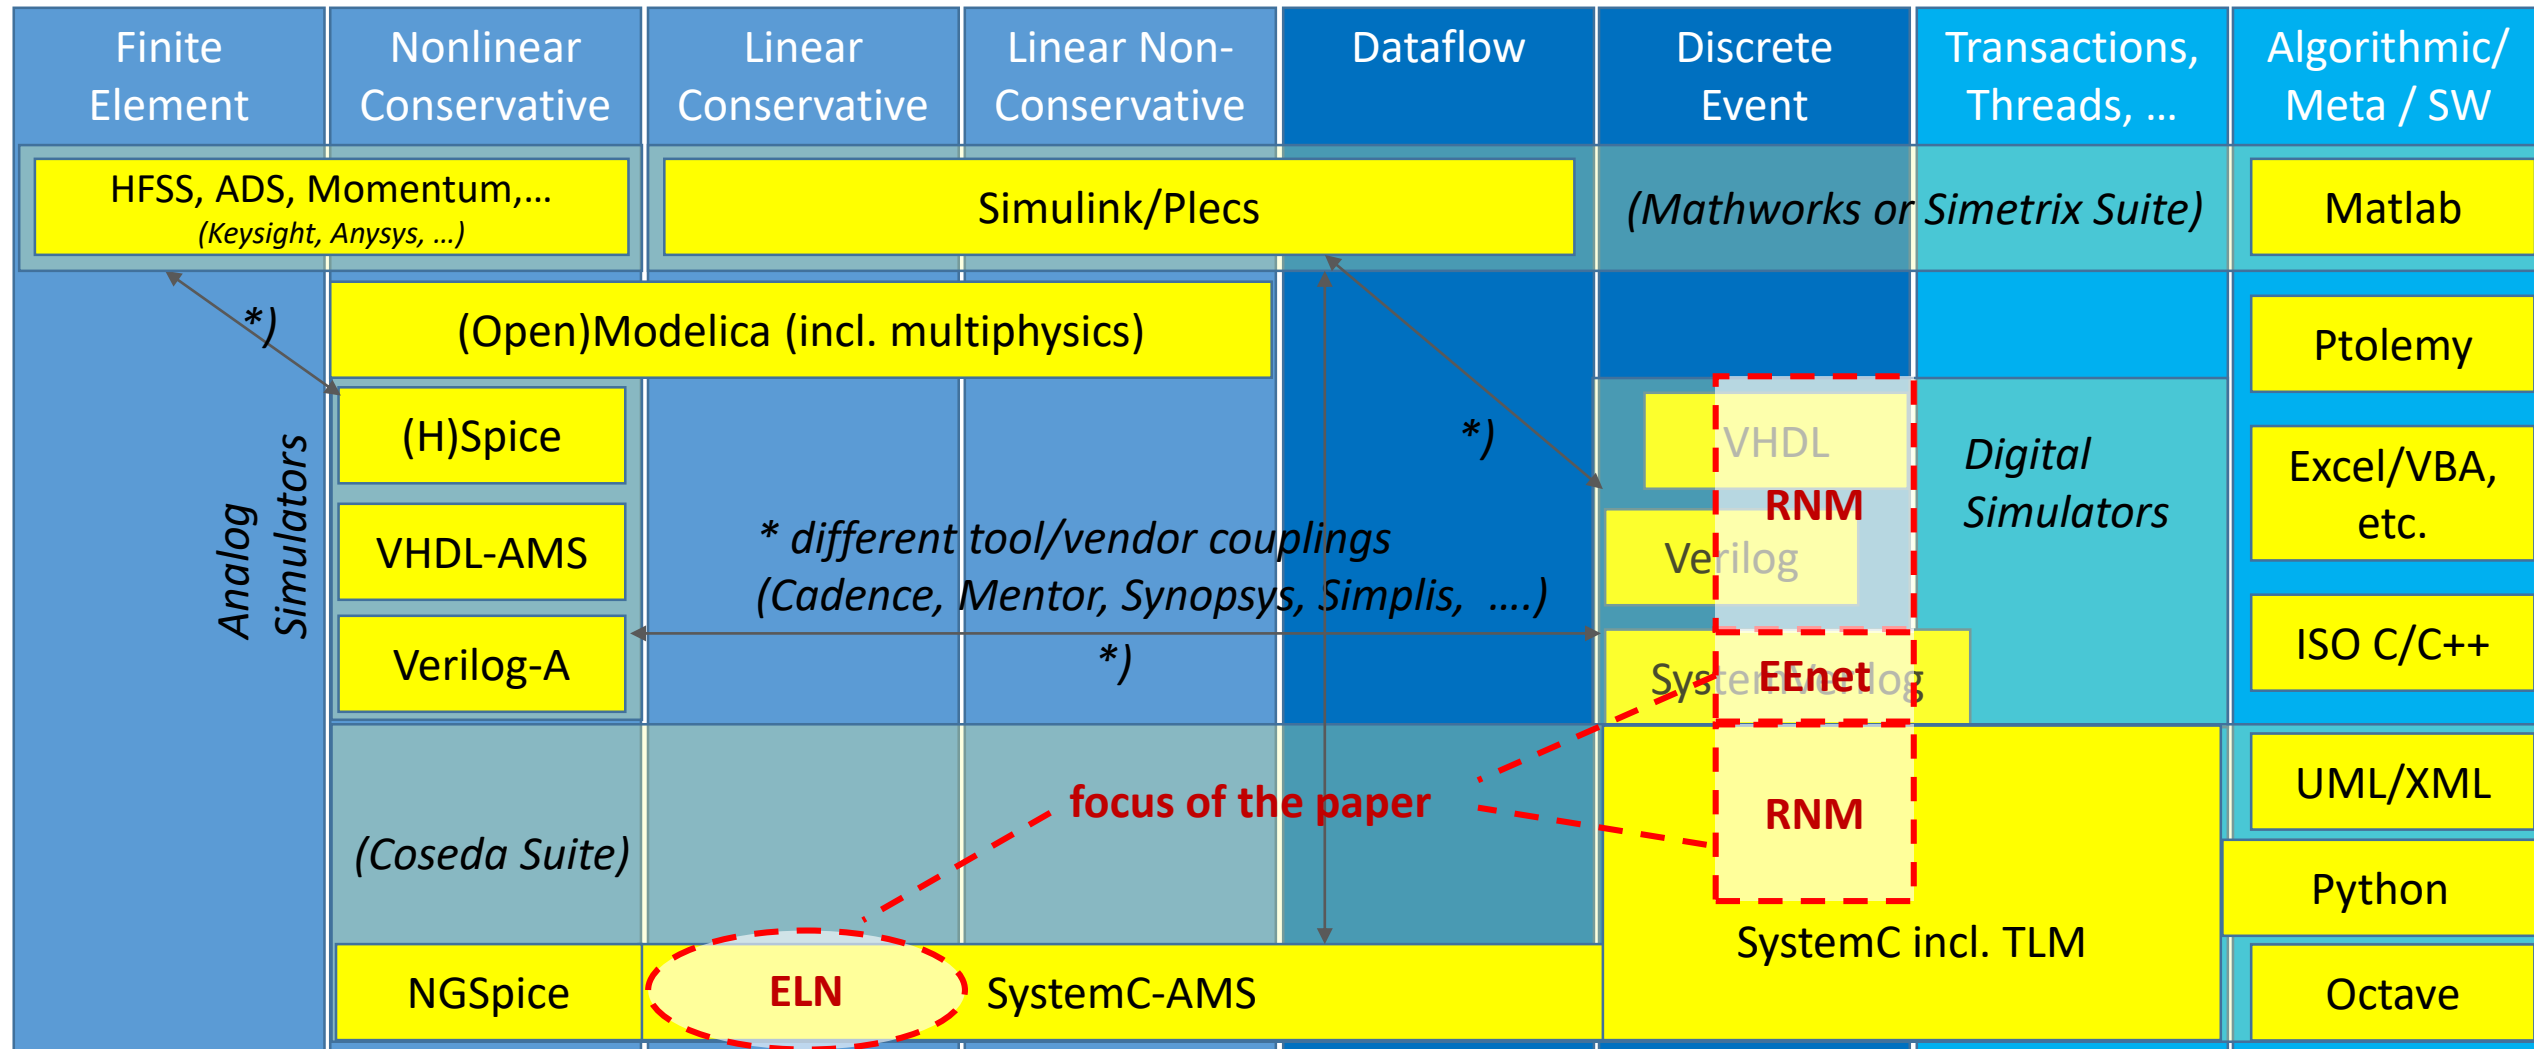 Finite
Element
Nonlinear
Conservative
Linear
Conservative
Linear Non-
Conservative
Dataflow
Discrete
Event
Transactions,
Threads, ...
Algorithmic/
Meta / SW
HFSS, ADS, Momentum,...
(Keysight, Anysys, ...)
Simulink/Plecs
(Mathworks or Simetrix Suite)
Matlab
*)
(Open)Modelica (incl. multiphysics)
Ptolemy
Analog
Simulators
(H)Spice
*)
VHDL
RNM
Digital
Simulators
Excel/VBA,
etc.
VHDL-AMS
* different tool/vendor couplings
(Cadence, Mentor, Synopsys, Simplis, ....)
Verilog
Verilog-A
*)
SystemVerilog
EEnet
ISO C/C++
(Coseda Suite)
focus of the paper
RNM
UML/XML
Python
SystemC incl. TLM
NGSpice
ELN
SystemC-AMS
Octave